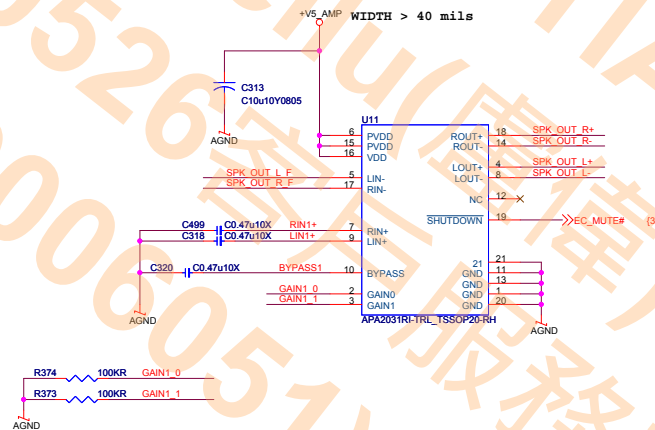 +V5_AMP WIDTH > 40 mils
C313
C10u10Y0805
AGND
U11
6 PVDD ROUT+ 18 SPK_OUT_R+
15 PVDD ROUT- 14 SPK_OUT_R-
16 VDD
LOUT+ 4 SPK_OUT_L+
SPK_OUT_L_F 5 LIN- LOUT- 8 SPK_OUT_L-
SPK_OUT_R_F 17 RIN-
NC 12
SHUTDOWN 19 EC_MUTE# {3
C499 C0.47u10X RIN1+ 7 RIN+
C318 C0.47u10X LIN1+ 9 LIN+
21 21
C320 C0.47u10X BYPASS1 10 BYPASS GND 11
GND 13
GAIN1_0 2 GAIN0 GND 1
GAIN1_1 3 GAIN1 GND 20
AGND
APA2031RI-TRL_TSSOP20-RH
AGND
R374 100KR GAIN1_0
R373 100KR GAIN1_1
AGND